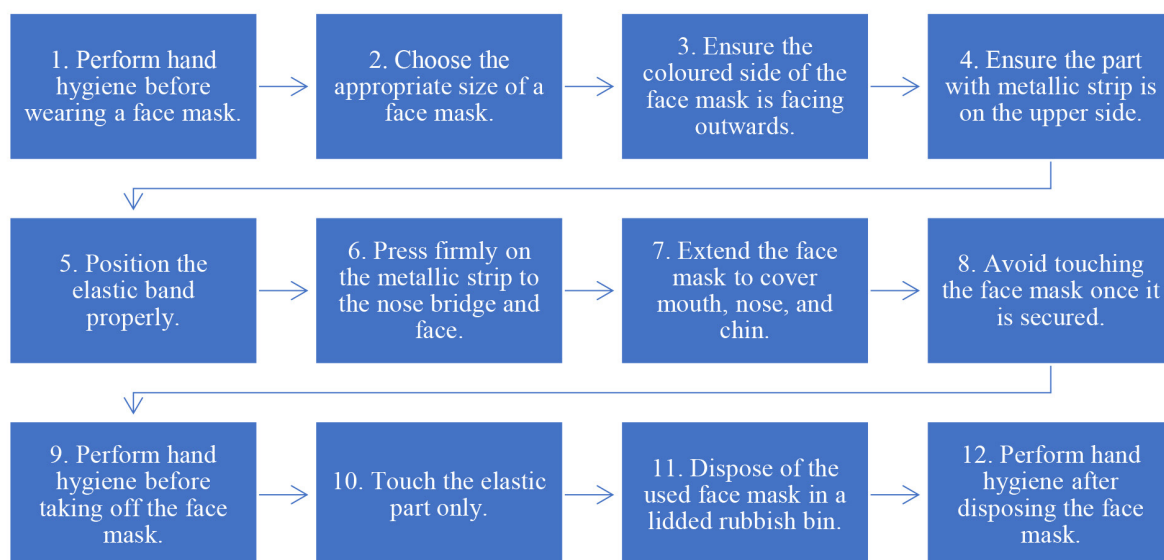 1. Perform hand
hygiene before
wearing a face mask.
2. Choose the
appropriate size of a
face mask.
3. Ensure the
coloured side of the
face mask is facing
outwards.
4. Ensure the part
with metallic strip is
on the upper side.
5. Position the
elastic band
properly.
6. Press firmly on
the metallic strip to
the nose bridge and
face.
7. Extend the face
mask to cover
mouth, nose, and
chin.
8. Avoid touching
the face mask once it
is secured.
9. Perform hand
hygiene before
taking off the face
mask.
10. Touch the elastic
part only.
11. Dispose of the
used face mask in a
lidded rubbish bin.
12. Perform hand
hygiene after
disposing the face
mask.